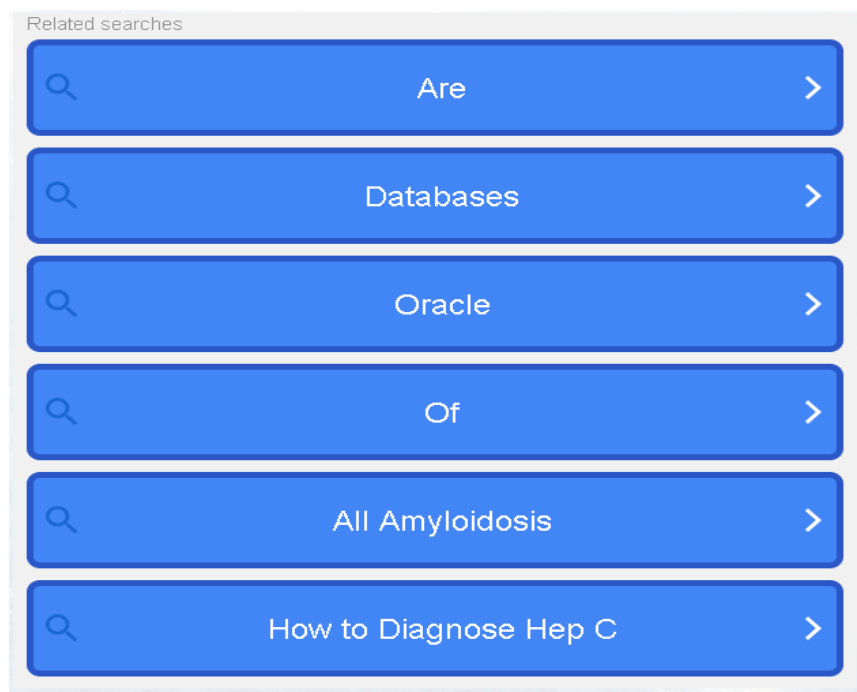 Related searches
Are
Databases
Oracle
Of
All Amyloidosis
How to Diagnose Hep C